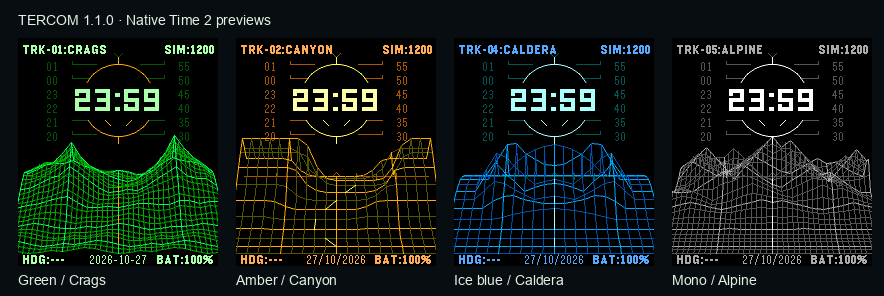 TERCOM 1.1.0 · Native Time 2 previews
TRK-01:CRAGS SIM:1200
01 55
00 50
23 45
22 40
21 35
20 30
23:59
HDG:--- 2026-10-27 BAT:100%
Green / Crags
TRK-02:CANYON SIM:1200
01 55
00 50
23 45
22 40
21 35
20 30
23:59
HDG:--- 27/10/2026 BAT:100%
Amber / Canyon
TRK-04:CALDERA SIM:1200
01 55
00 50
23 45
22 40
21 35
20 30
23:59
HDG:--- 27/10/2026 BAT:100%
Ice blue / Caldera
TRK-05:ALPINE SIM:1200
01 55
00 50
23 45
22 40
21 35
20 30
23:59
HDG:--- 27/10/2026 BAT:100%
Mono / Alpine